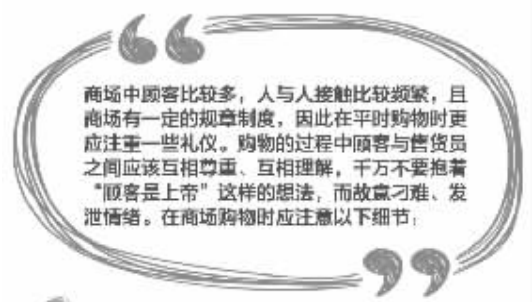 商场中顾客比较多，人与人接触比较频繁，且
商场有一定的规章制度，因此在平时购物时更
应注重一些礼仪。购物的过程中顾客与售货员
之间应该互相尊重、互相理解，千万不要抱着
“顾客是上帝”这样的想法，而故意刁难、发
泄情绪。在商场购物时应注意以下细节：